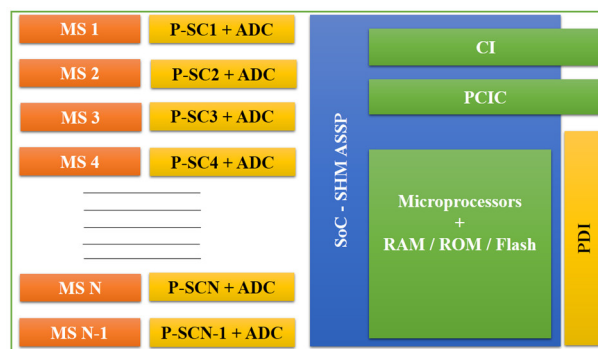 MS 1 P-SC1 + ADC
MS 2 P-SC2 + ADC
MS 3 P-SC3 + ADC
MS 4 P-SC4 + ADC
MS N P-SCN + ADC
MS N-1 P-SCN-1 + ADC
SoC - SHM ASSP
CI
PCIC
Microprocessors
+
RAM / ROM / Flash
PDI